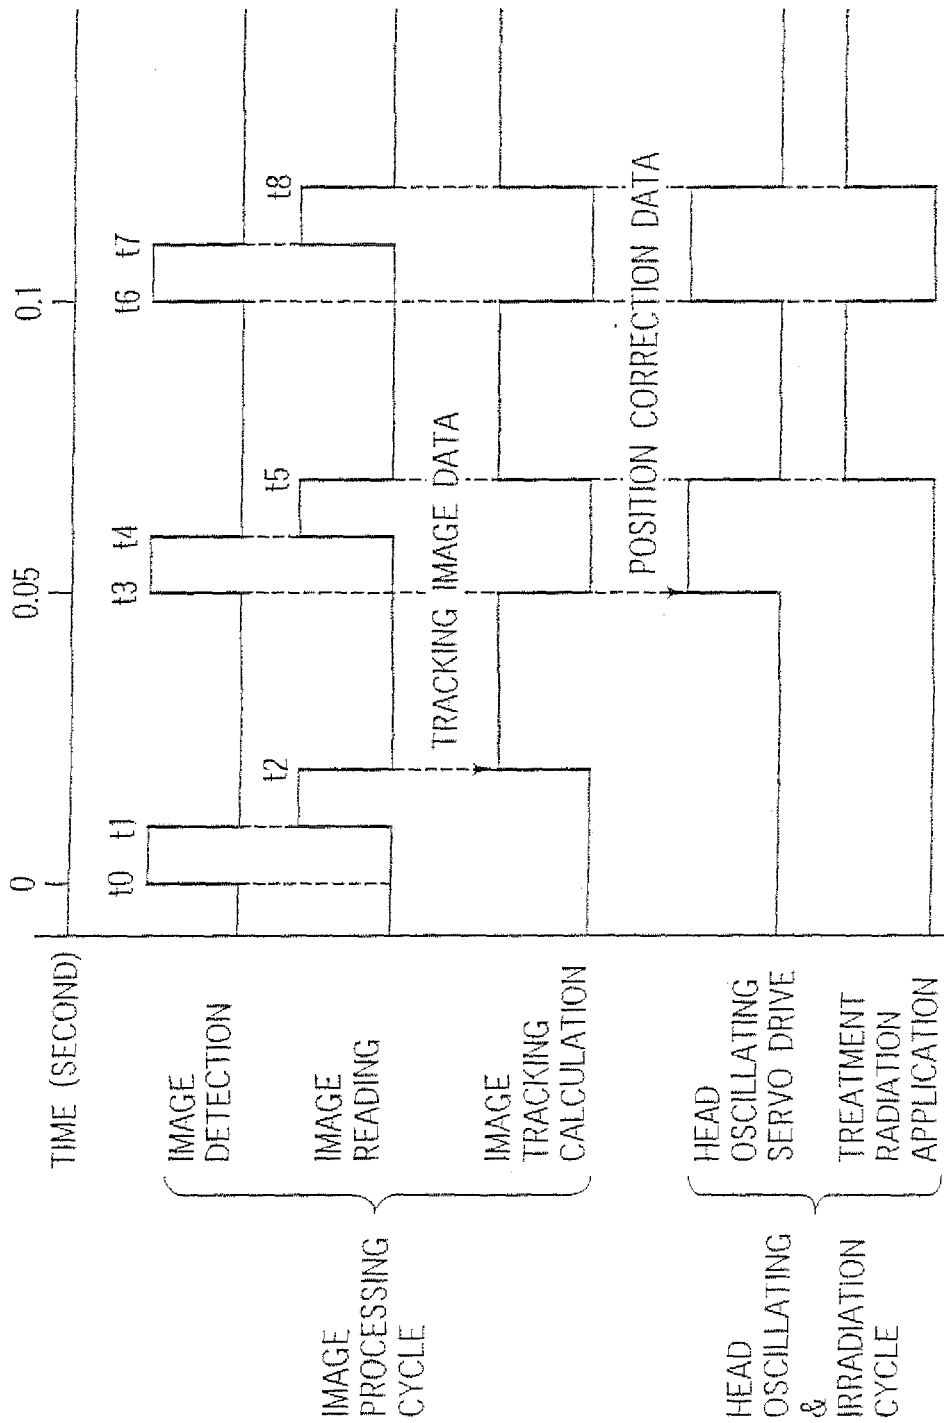 TIME (SECOND)
0
0.05
0.1
t0
t1
t3
t4
t6
t7
t2
t5
t8
IMAGE
PROCESSING
CYCLE
IMAGE
DETECTION
IMAGE
READING
TRACKING IMAGE DATA
IMAGE
TRACKING
CALCULATION
POSITION CORRECTION DATA
HEAD
OSCILLATING
&
IRRADIATION
CYCLE
HEAD
OSCILLATING
SERVO DRIVE
TREATMENT
RADIATION
APPLICATION